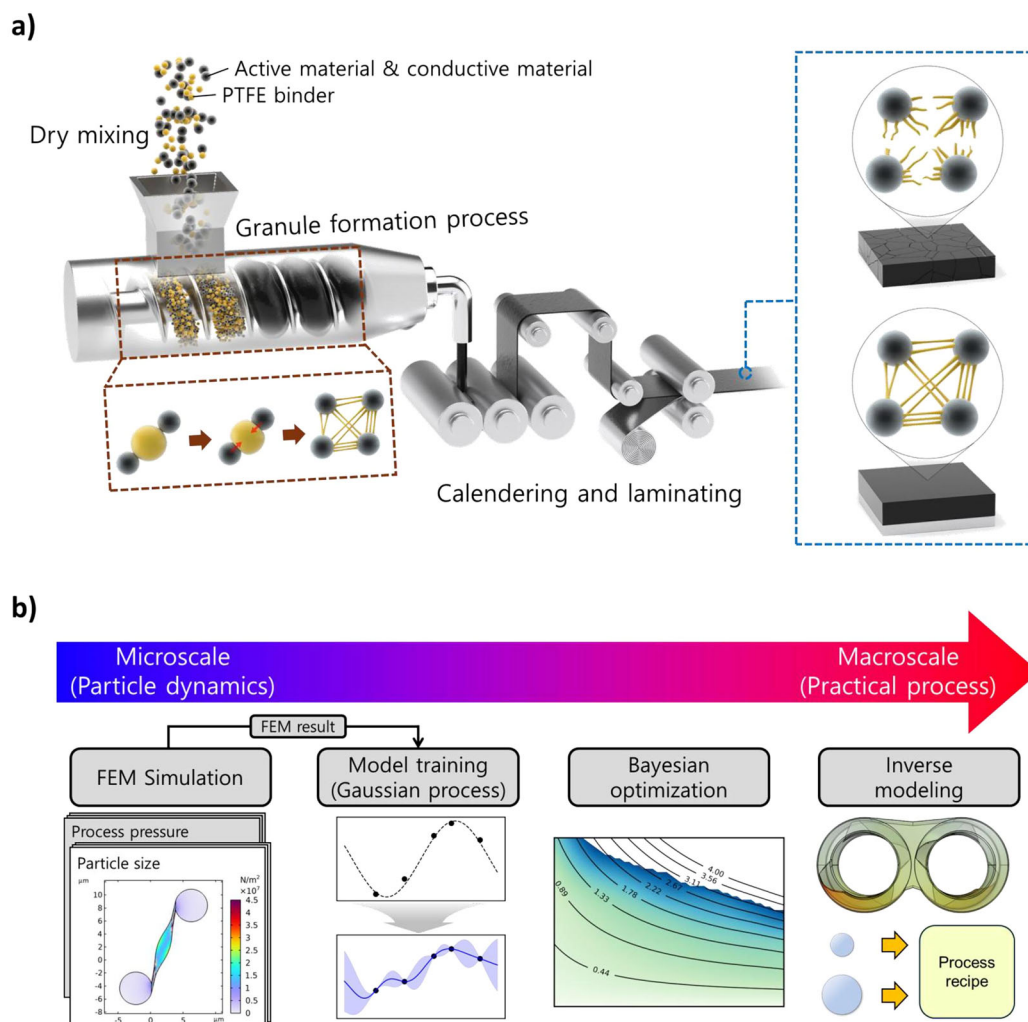 a)
Active material & conductive material
PTFE binder
Dry mixing
Granule formation process
Calendering and laminating
b)
Microscale
(Particle dynamics)
Macroscale
(Practical process)
FEM result
FEM Simulation
Model training
(Gaussian process)
Bayesian
optimization
Inverse
modeling
Process pressure
Particle size
μm
10
8
6
4
2
0
-2
-4
-6
-8
-5
0
5
μm
N/m²
×10⁷
4.5
4
3.5
3
2.5
2
1.5
1
0.5
0
0.89
1.33
1.78
2.22
2.67
3.11
3.56
4.00
0.44
Process
recipe